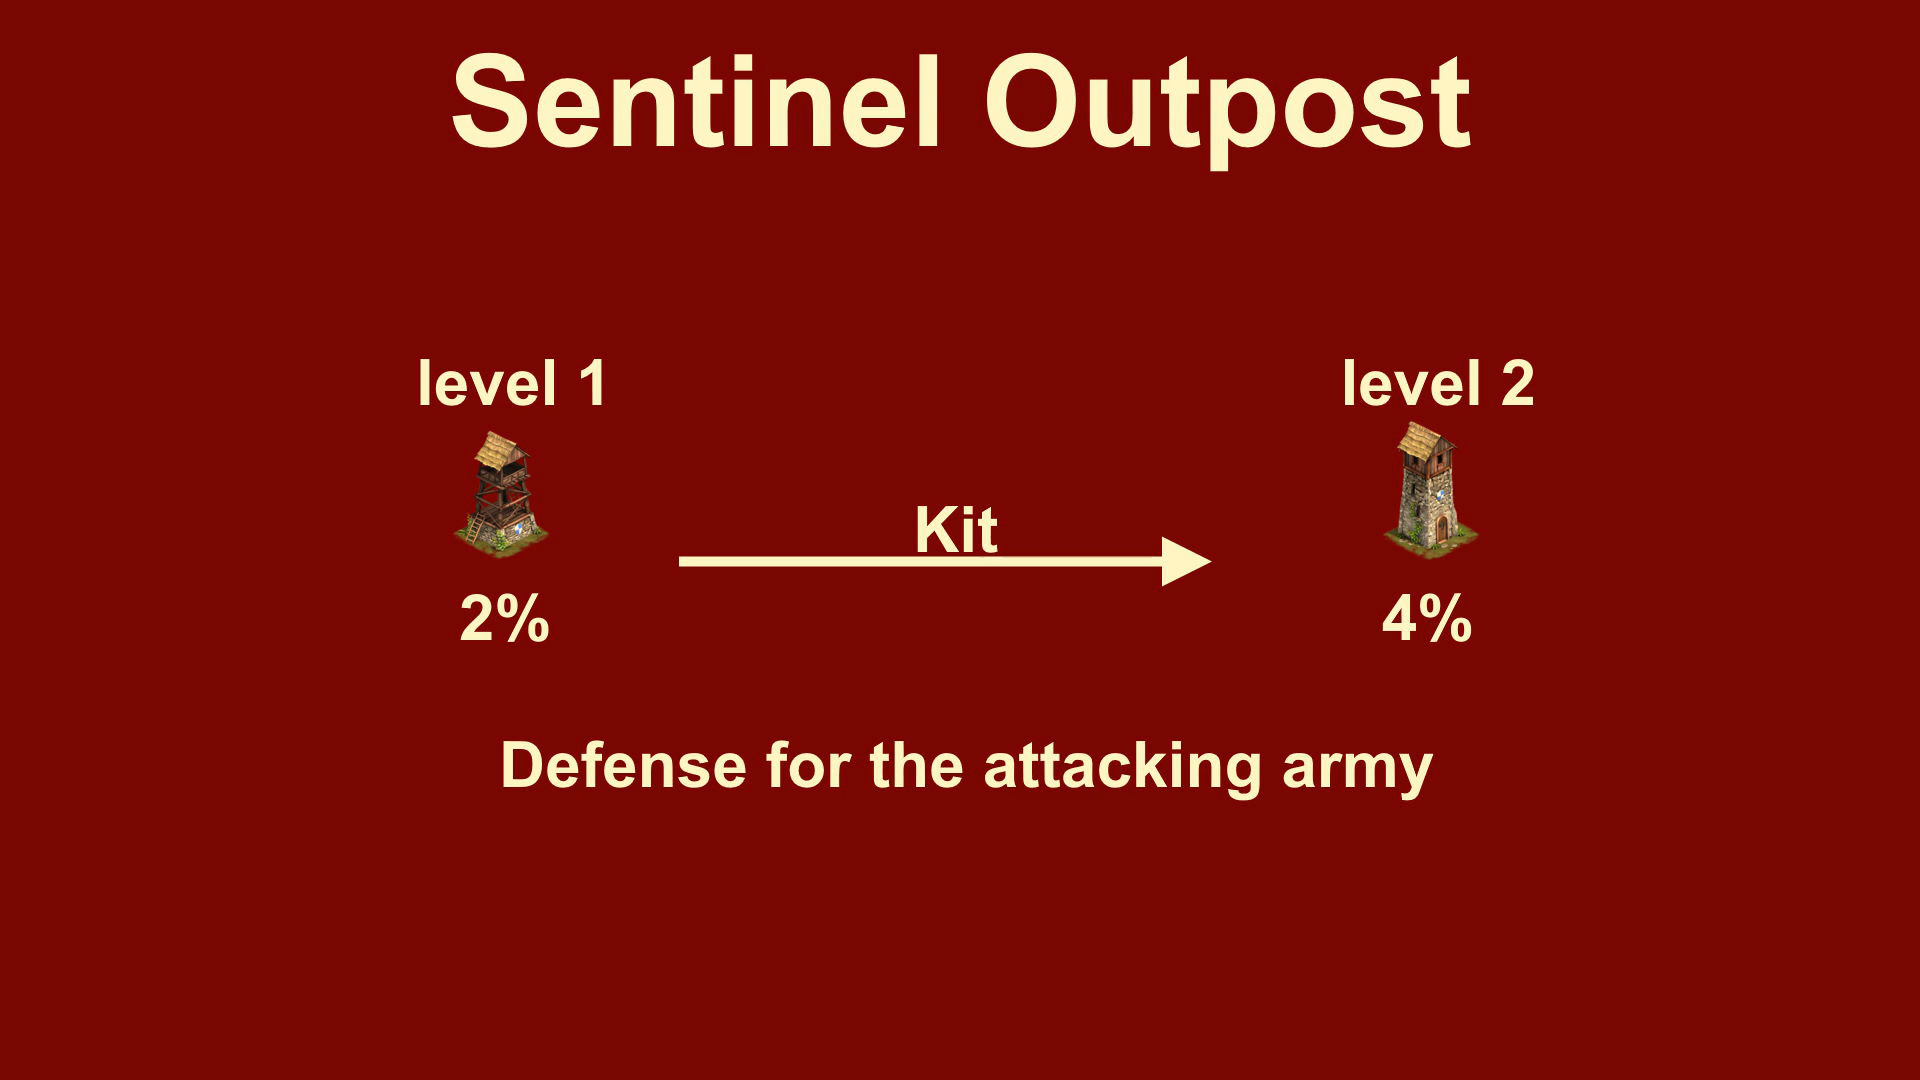 Sentinel Outpost
level 1
level 2
Kit
2%
4%
Defense for the attacking army